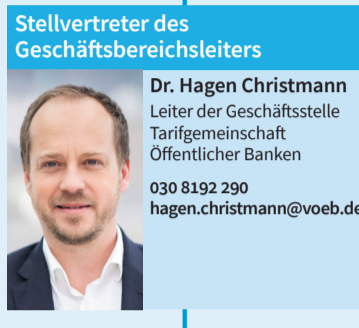 Stellvertreter des
Geschäftsbereichsleiters
Dr. Hagen Christmann
Leiter der Geschäftsstelle
Tarifgemeinschaft
Öffentlicher Banken
030 8192 290
hagen.christmann@voeb.de